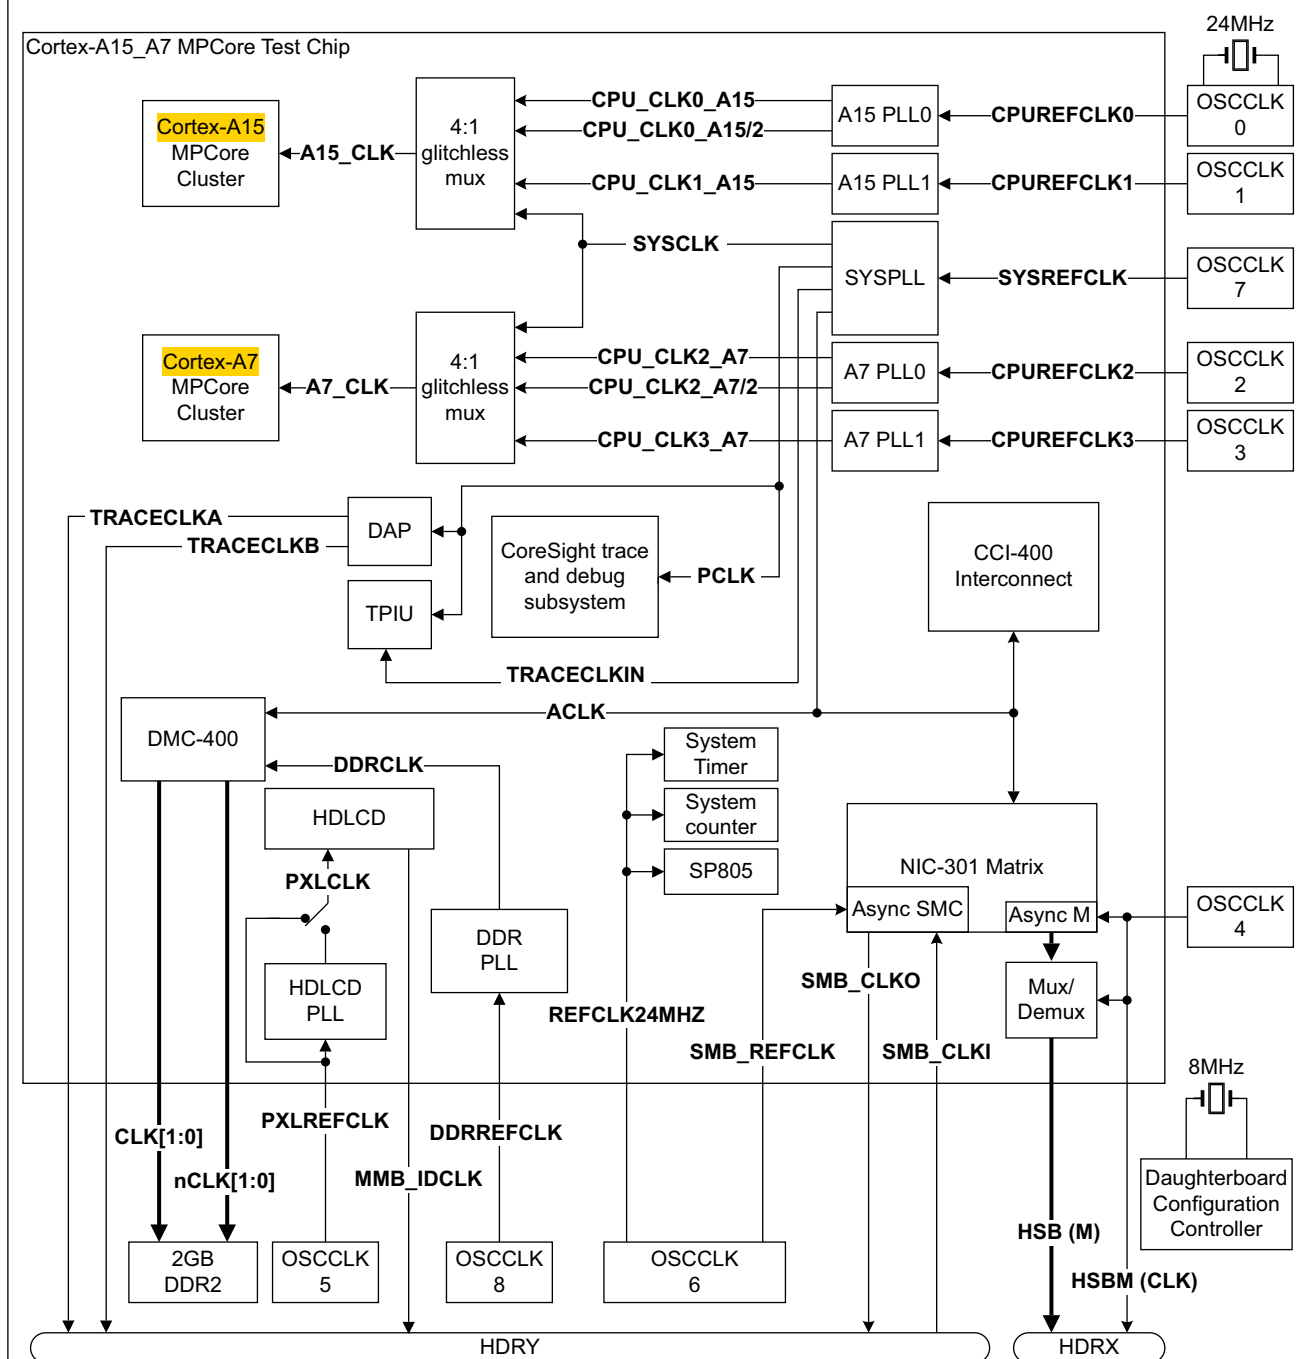 24MHz
Cortex-A15_A7 MPCore Test Chip
Cortex-A15
MPCore
Cluster
A15_CLK
4:1
glitchless
mux
CPU_CLK0_A15
CPU_CLK0_A15/2
CPU_CLK1_A15
A15 PLL0
A15 PLL1
CPUREFCLK0
CPUREFCLK1
OSCCLK
0
OSCCLK
1
SYSCLK
SYSPLL
SYSREFCLK
OSCCLK
7
Cortex-A7
MPCore
Cluster
A7_CLK
4:1
glitchless
mux
CPU_CLK2_A7
CPU_CLK2_A7/2
CPU_CLK3_A7
A7 PLL0
A7 PLL1
CPUREFCLK2
CPUREFCLK3
OSCCLK
2
OSCCLK
3
TRACECLKA
TRACECLKB
DAP
TPIU
CoreSight trace
and debug
subsystem
PCLK
CCI-400
Interconnect
TRACECLKIN
ACLK
DMC-400
DDRCLK
System
Timer
System
counter
SP805
HDLCD
PXLCLK
HDLCD
PLL
DDR
PLL
NIC-301 Matrix
Async SMC
Async M
OSCCLK
4
SMB_CLKO
Mux/
Demux
REFCLK24MHZ
SMB_REFCLK
SMB_CLKI
8MHz
PXLREFCLK
DDRREFCLK
CLK[1:0]
nCLK[1:0]
MMB_IDCLK
Daughterboard
Configuration
Controller
HSB (M)
HSBM (CLK)
2GB
DDR2
OSCCLK
5
OSCCLK
8
OSCCLK
6
HDRY
HDRX